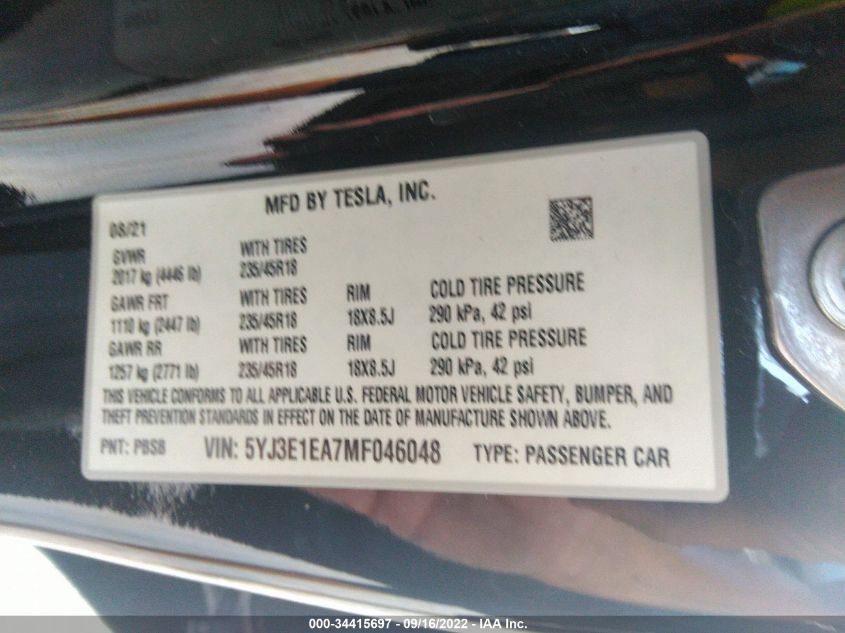 MFD BY TESLA, INC.
08/21
GVWR WITH TIRES
2017 kg (4446 lb) 235/45R18
GAWR FRT WITH TIRES RIM COLD TIRE PRESSURE
1110 kg (2447 lb) 235/45R18 18X8.5J 290 kPa, 42 psi
GAWR RR WITH TIRES RIM COLD TIRE PRESSURE
1257 kg (2771 lb) 235/45R18 18X8.5J 290 kPa, 42 psi
THIS VEHICLE CONFORMS TO ALL APPLICABLE U.S. FEDERAL MOTOR VEHICLE SAFETY, BUMPER, AND
THEFT PREVENTION STANDARDS IN EFFECT ON THE DATE OF MANUFACTURE SHOWN ABOVE.
PNT: PBSB VIN: 5YJ3E1EA7MF046048 TYPE: PASSENGER CAR
000-34415697 - 09/16/2022 - IAA Inc.